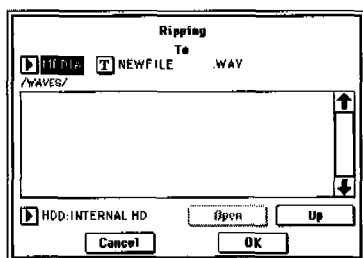 Ripping
To
MEDIA T NEWFILE .WAV
/WAVES/
HDD:INTERNAL HD Open Up
Cancel OK